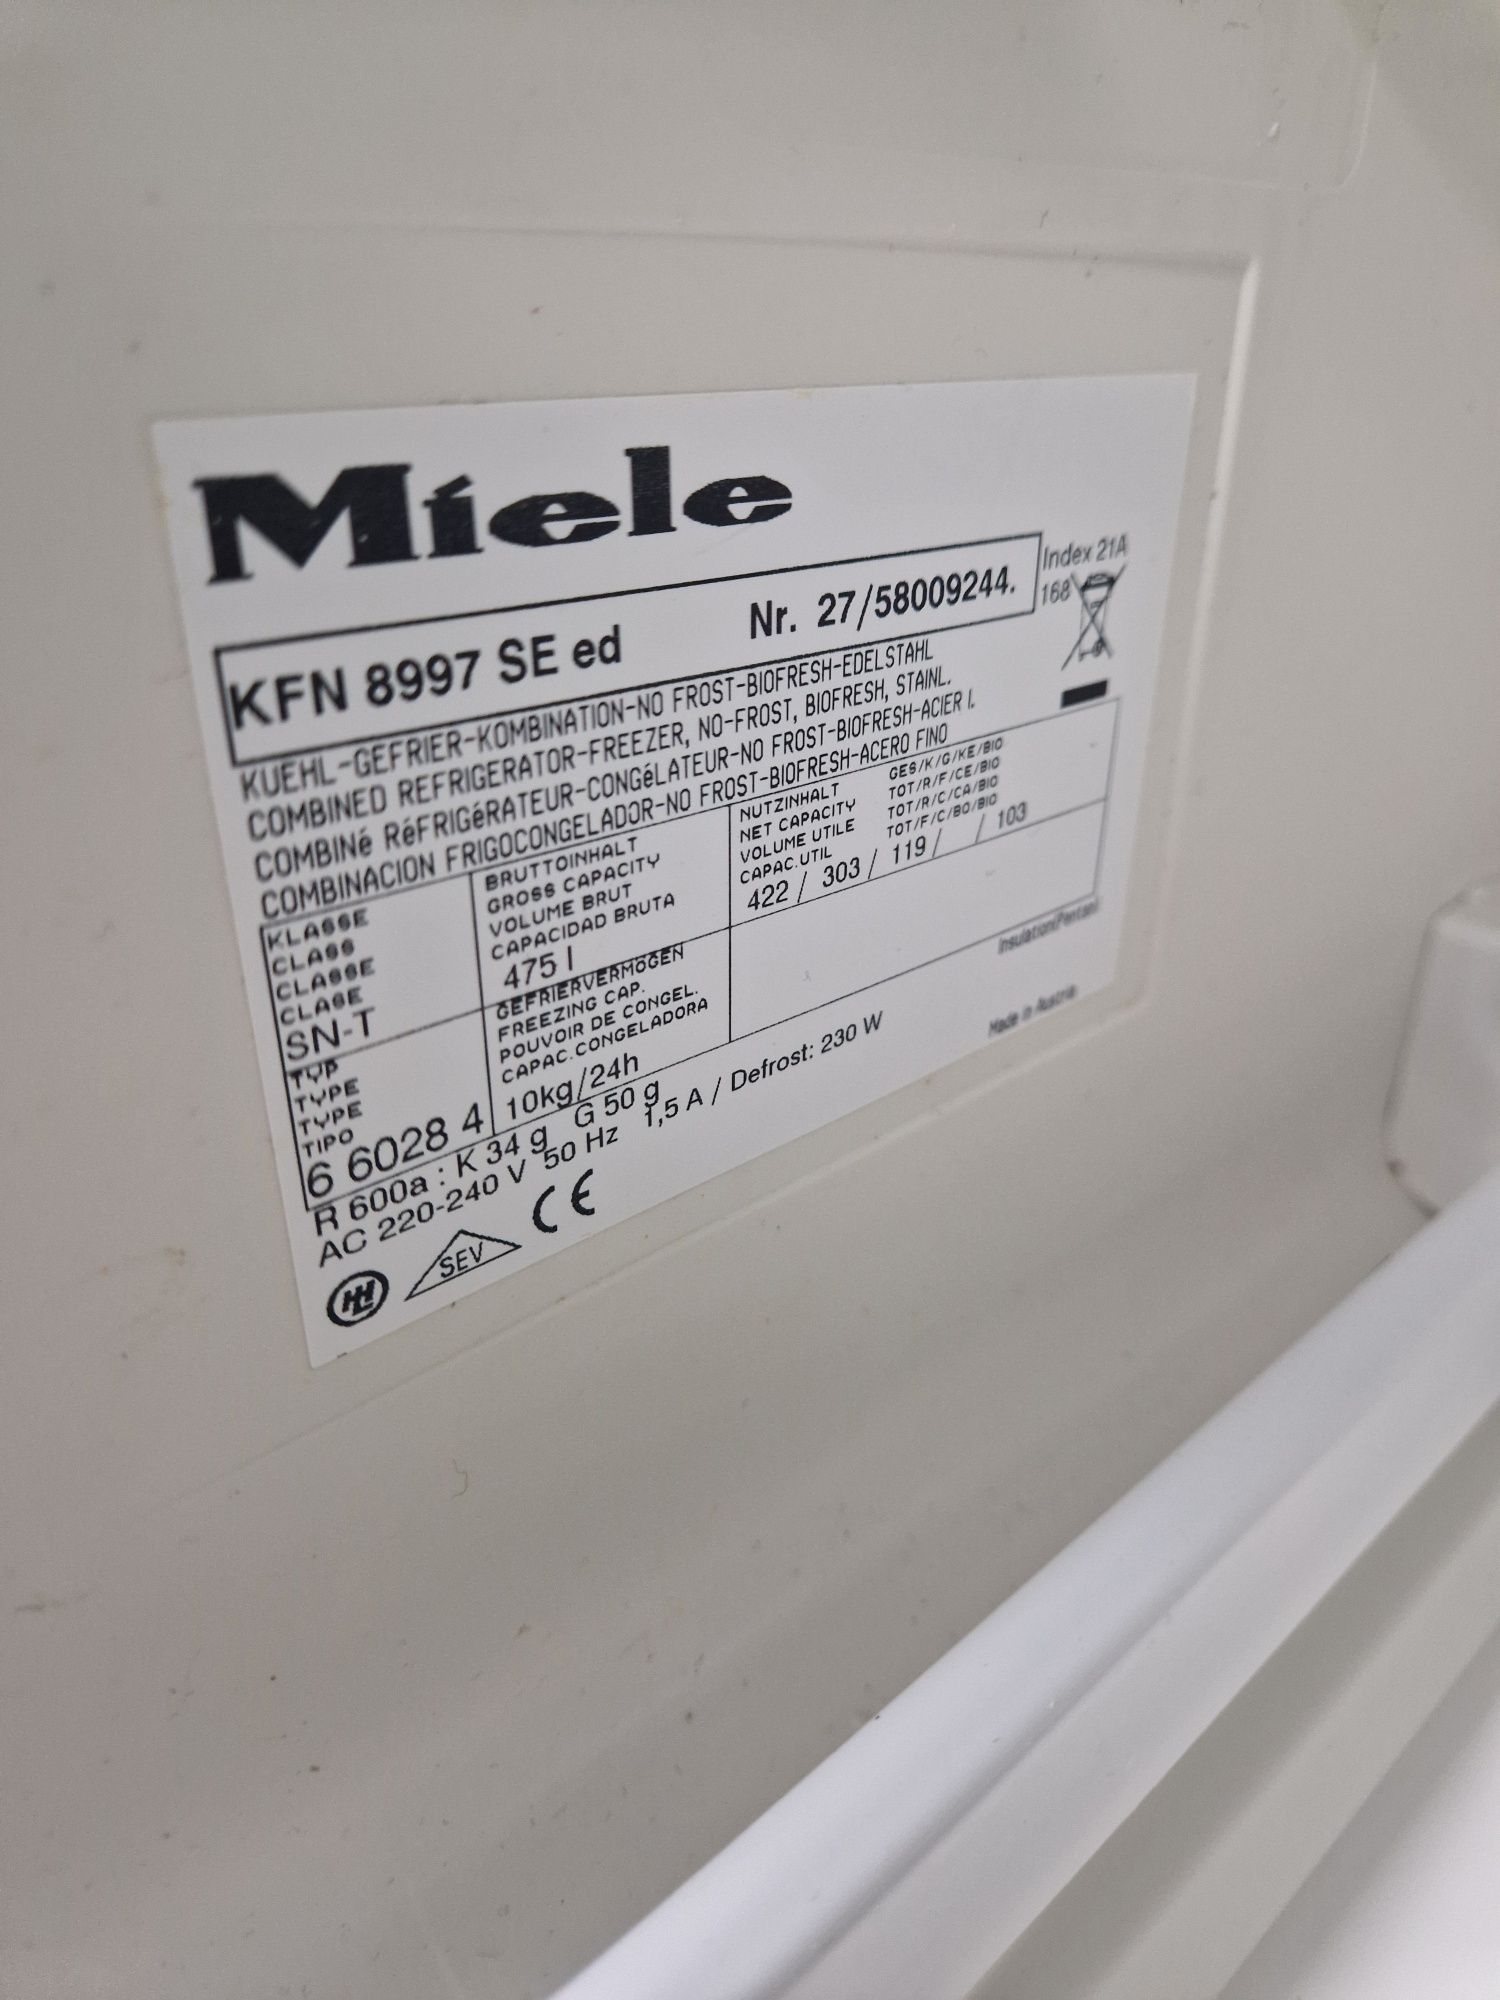 Miele
KFN 8997 SE ed Nr. 27/58009244.
Index 21A
168
KUEHL-GEFRIER-KOMBINATION-NO FROST-BIOFRESH-EDELSTAHL
COMBINED REFRIGERATOR-FREEZER, NO-FROST, BIOFRESH, STAINL.
COMBINé RéFRIGéRATEUR-CONGéLATEUR-NO FROST-BIOFRESH-ACIER I.
COMBINACION FRIGOCONGELADOR-NO FROST-BIOFRESH-ACERO FINO
KLASSE
CLASS
CLASSE
CLASE
SN-T
BRUTTOINHALT
GROSS CAPACITY
VOLUME BRUT
CAPACIDAD BRUTA
475 l
NUTZINHALT GES/K/G/KE/BIO
NET CAPACITY TOT/R/F/CE/BIO
VOLUME UTILE TOT/R/C/CA/BIO
CAPAC.UTIL TOT/F/C/BO/BIO
422 / 303 / 119 / / 103
TYP
TYPE
TYPE
TIPO
6 6028 4
GEFRIERVERMöGEN
FREEZING CAP.
POUVOIR DE CONGEL.
CAPAC.CONGELADORA
10kg/24h
Insulation/Pentan
R 600a : K 34 g G 50 g
AC 220-240 V 50 Hz 1,5 A / Defrost: 230 W
Made in Austria
SEV CE